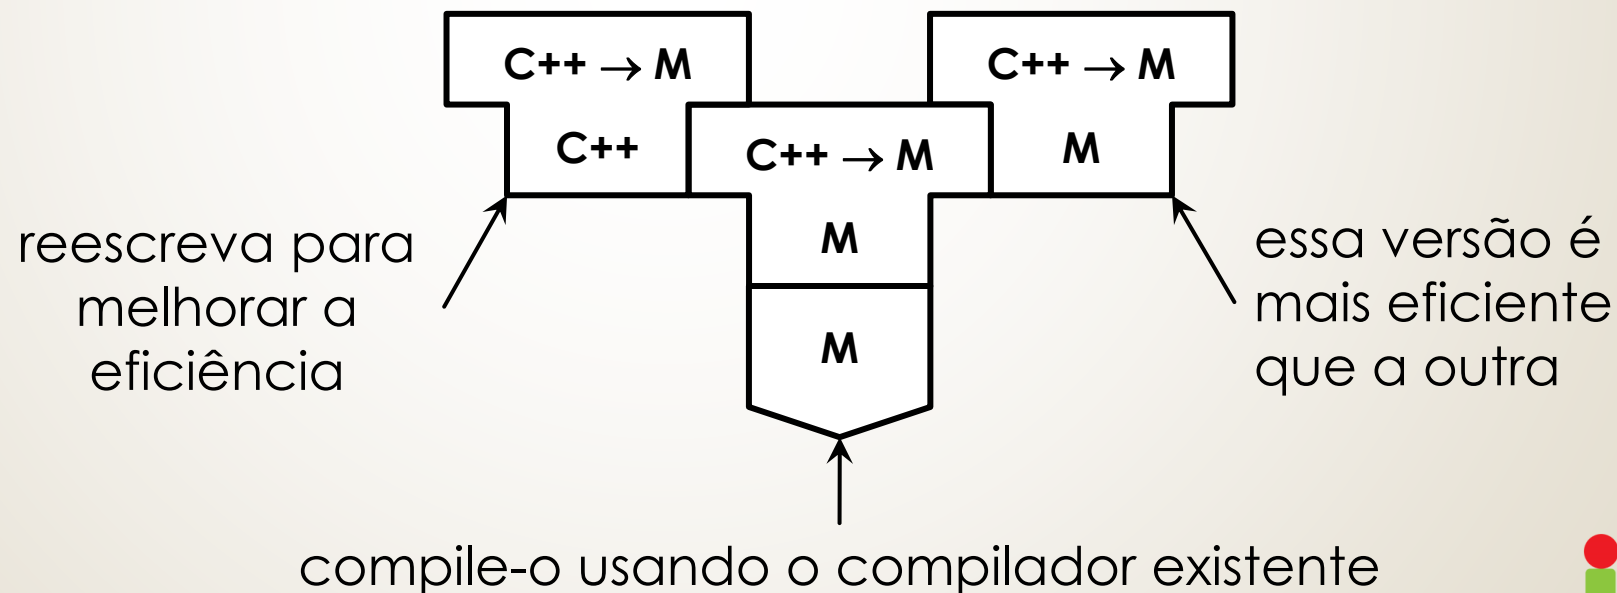 C++ → M
C++ → M
C++
C++ → M
M
M
M
reescreva para
melhorar a
eficiência
essa versão é
mais eficiente
que a outra
compile-o usando o compilador existente